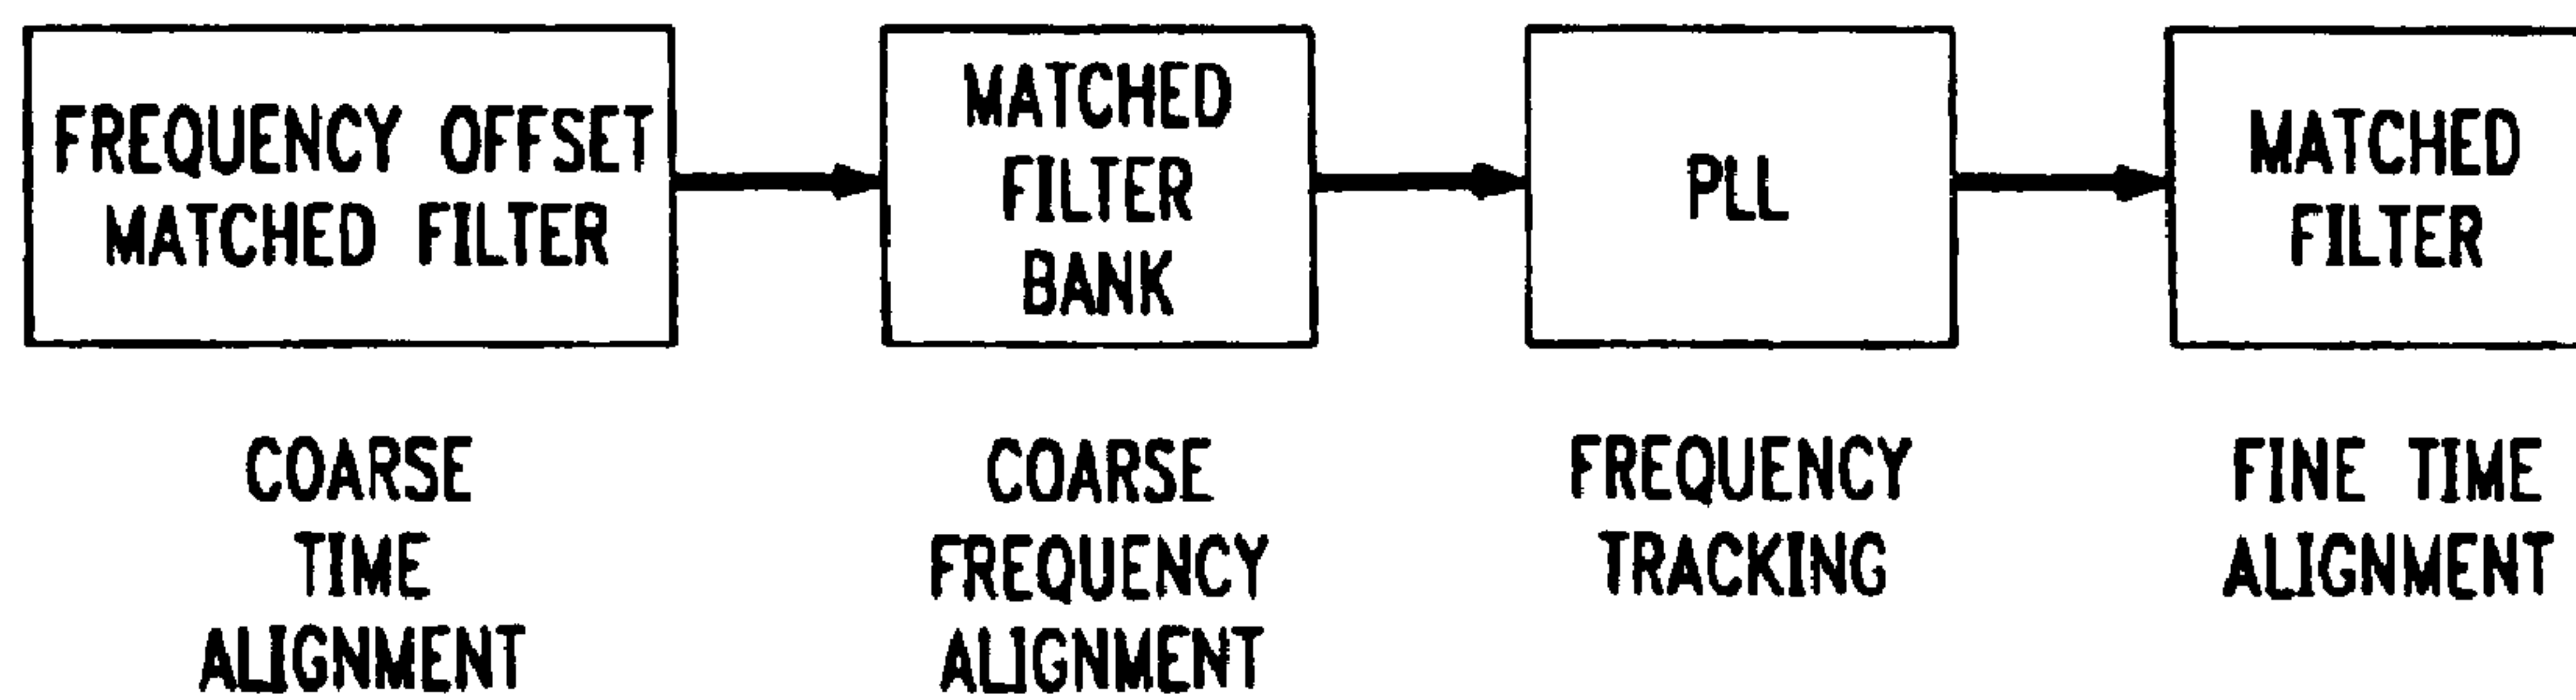 FREQUENCY OFFSET
MATCHED FILTER
MATCHED
FILTER
BANK
PLL
MATCHED
FILTER
COARSE
TIME
ALIGNMENT
COARSE
FREQUENCY
ALIGNMENT
FREQUENCY
TRACKING
FINE TIME
ALIGNMENT